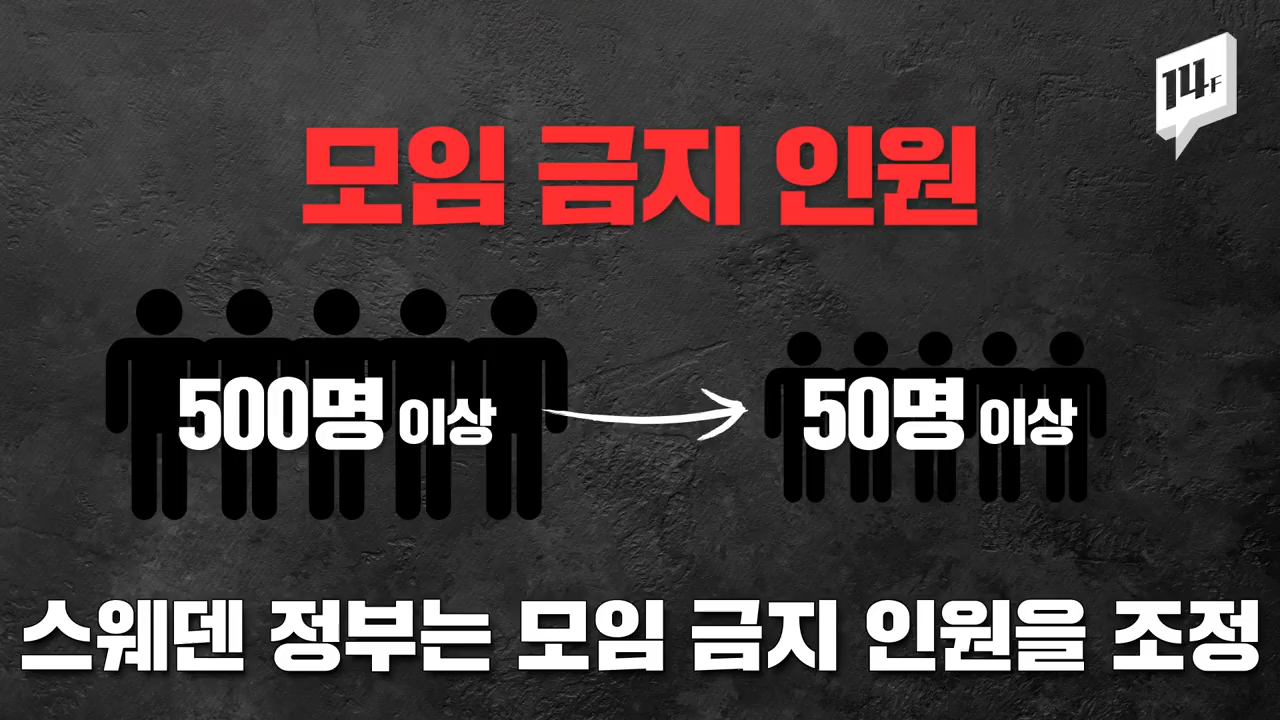 14F
모임 금지 인원
500명 이상
50명 이상
스웨덴 정부는 모임 금지 인원을 조정